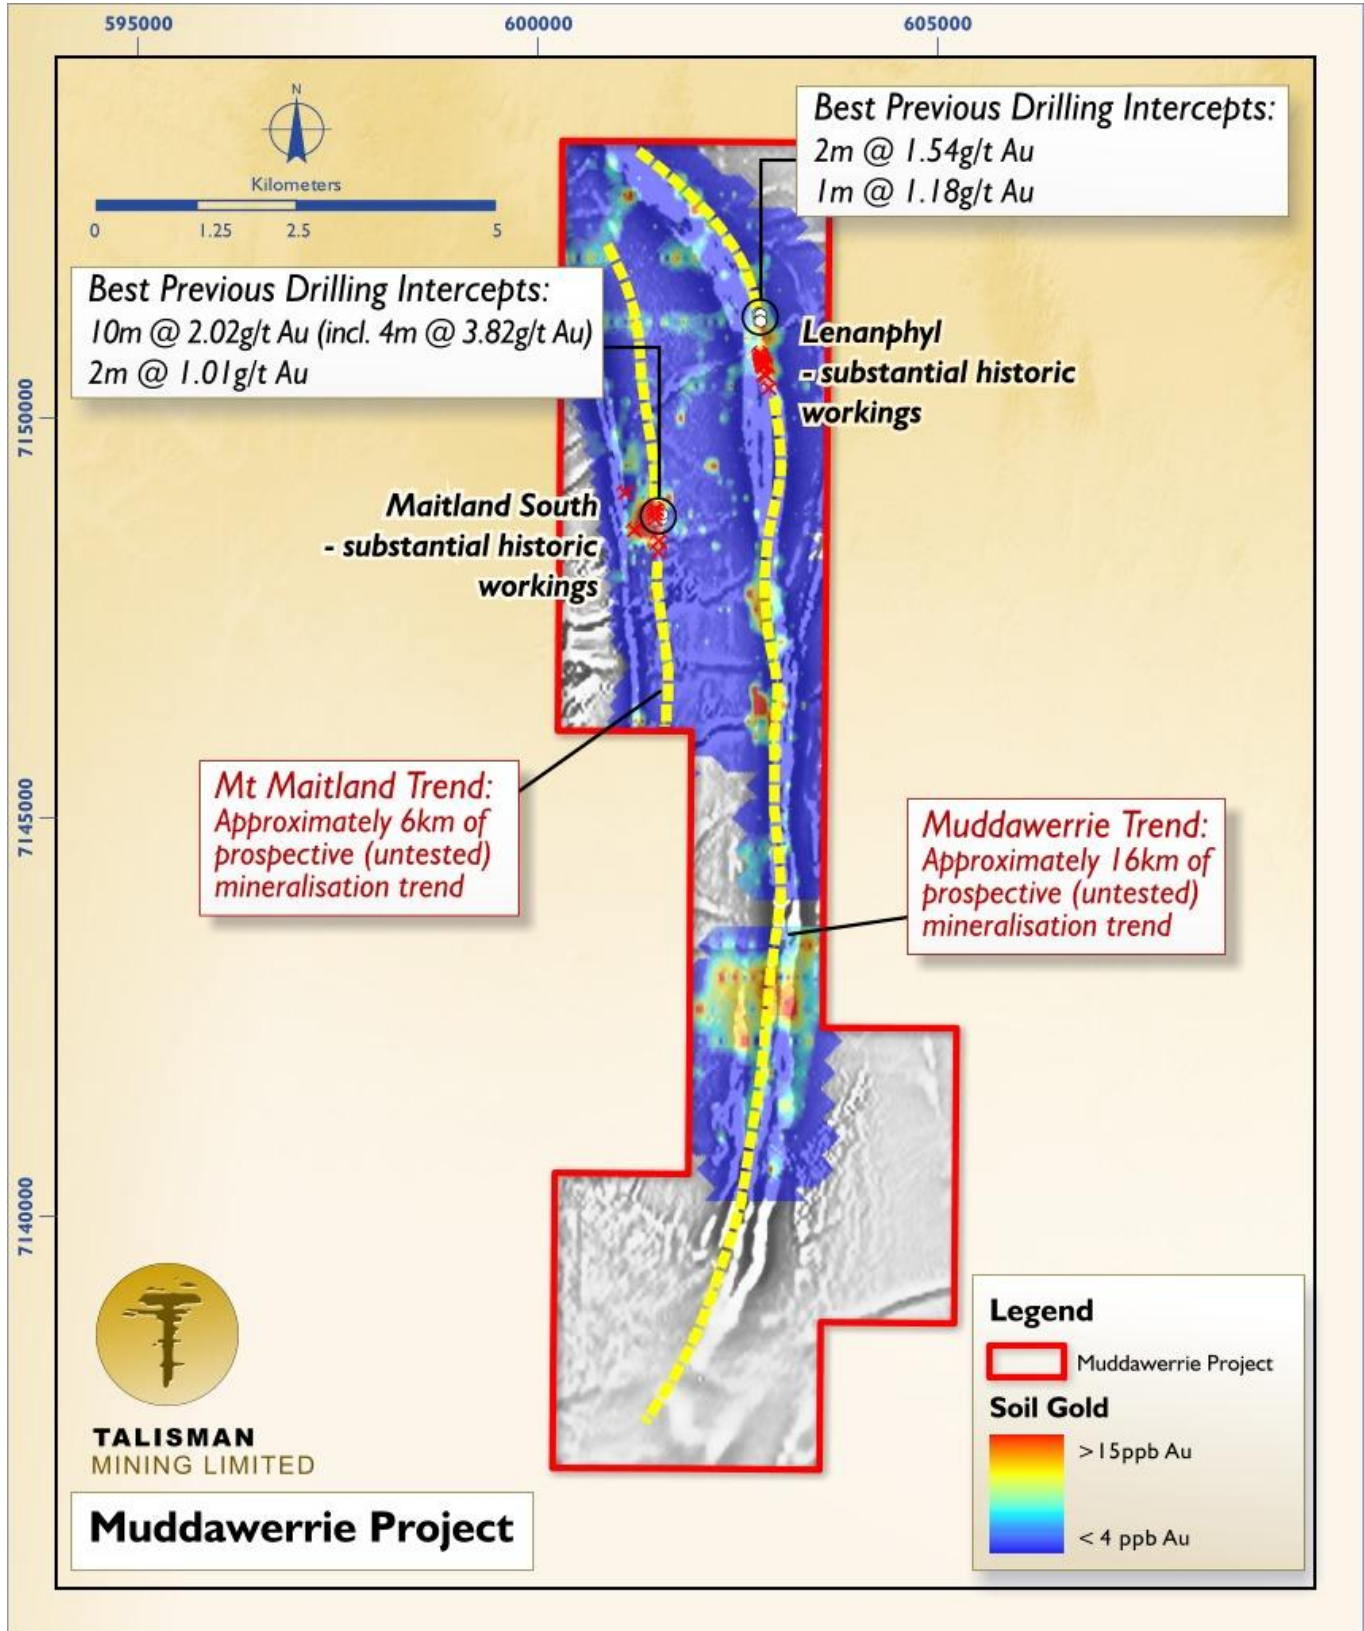 595000
600000
605000
N
Kilometers
0
1.25
2.5
5
Best Previous Drilling Intercepts:
2m @ 1.54g/t Au
1m @ 1.18g/t Au
Best Previous Drilling Intercepts:
10m @ 2.02g/t Au (incl. 4m @ 3.82g/t Au)
2m @ 1.01g/t Au
Lenanphyl
- substantial historic
workings
7150000
Maitland South
- substantial historic
workings
Mt Maitland Trend:
Approximately 6km of
prospective (untested)
mineralisation trend
7145000
Muddawerrie Trend:
Approximately 16km of
prospective (untested)
mineralisation trend
7140000
TALISMAN
MINING LIMITED
Muddawerrie Project
Legend
Muddawerrie Project
Soil Gold
>15ppb Au
< 4 ppb Au